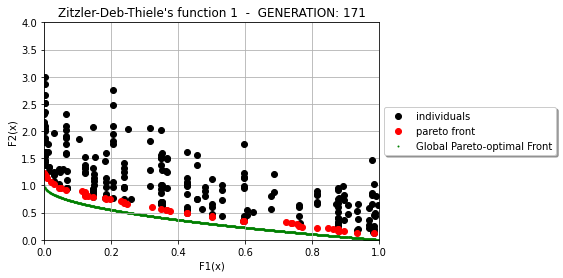 Zitzler-Deb-Thiele's function 1 - GENERATION: 171
4.0
3.5
3.0
2.5
2.0
1.5
1.0
0.5
0.0
F2(x)
0.0 0.2 0.4 0.6 0.8 1.0
F1(x)
individuals
pareto front
Global Pareto-optimal Front